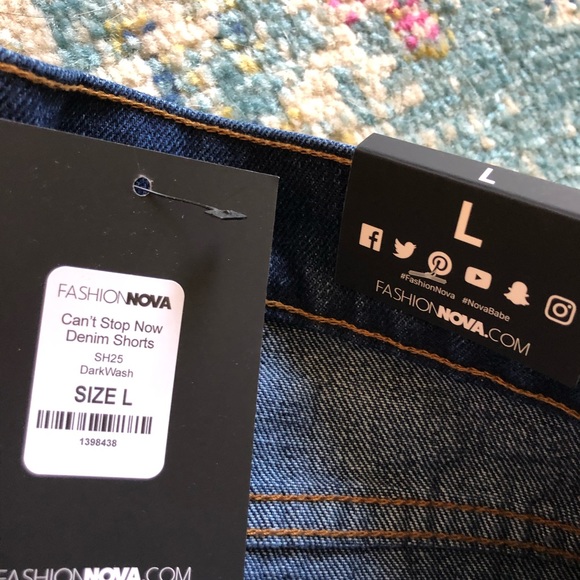 FASHIONNOVA
Can't Stop Now
Denim Shorts
SH25
DarkWash
SIZE L
1398438
FASHIONNOVA.COM
L
L
#FashionNova #NovaBabe
FASHIONNOVA.COM